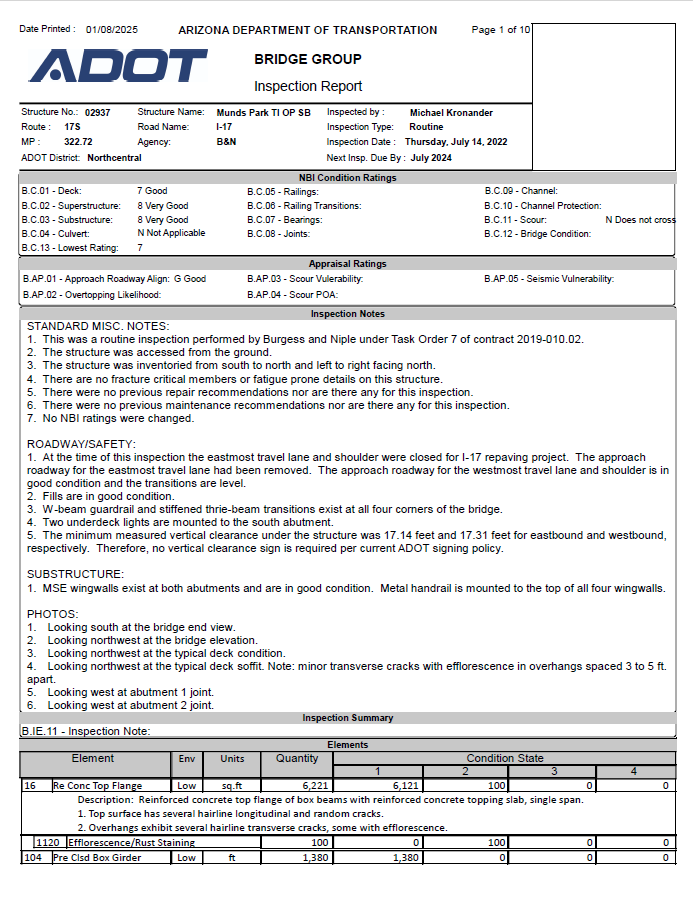 Date Printed : 01/08/2025 ARIZONA DEPARTMENT OF TRANSPORTATION Page 1 of 10
ADOT
BRIDGE GROUP
Inspection Report
Structure No.: 02937 Structure Name: Munds Park TI OP SB Inspected by : Michael Kronander
Route : 17S Road Name: I-17 Inspection Type: Routine
MP : 322.72 Agency: B&N Inspection Date : Thursday, July 14, 2022
ADOT District: Northcentral Next Insp. Due By : July 2024
NBI Condition Ratings
B.C.01 - Deck: 7 Good B.C.05 - Railings: B.C.09 - Channel:
B.C.02 - Superstructure: 8 Very Good B.C.06 - Railing Transitions: B.C.10 - Channel Protection:
B.C.03 - Substructure: 8 Very Good B.C.07 - Bearings: B.C.11 - Scour: N Does not cross
B.C.04 - Culvert: N Not Applicable B.C.08 - Joints: B.C.12 - Bridge Condition:
B.C.13 - Lowest Rating: 7
Appraisal Ratings
B.AP.01 - Approach Roadway Align: G Good B.AP.03 - Scour Vulerability: B.AP.05 - Seismic Vulnerability:
B.AP.02 - Overtopping Likelihood: B.AP.04 - Scour POA:
Inspection Notes
STANDARD MISC. NOTES:
1. This was a routine inspection performed by Burgess and Niple under Task Order 7 of contract 2019-010.02.
2. The structure was accessed from the ground.
3. The structure was inventoried from south to north and left to right facing north.
4. There are no fracture critical members or fatigue prone details on this structure.
5. There were no previous repair recommendations nor are there any for this inspection.
6. There were no previous maintenance recommendations nor are there any for this inspection.
7. No NBI ratings were changed.
ROADWAY/SAFETY:
1. At the time of this inspection the eastmost travel lane and shoulder were closed for I-17 repaving project. The approach
roadway for the eastmost travel lane had been removed. The approach roadway for the westmost travel lane and shoulder is in
good condition and the transitions are level.
2. Fills are in good condition.
3. W-beam guardrail and stiffened thrie-beam transitions exist at all four corners of the bridge.
4. Two underdeck lights are mounted to the south abutment.
5. The minimum measured vertical clearance under the structure was 17.14 feet and 17.31 feet for eastbound and westbound,
respectively. Therefore, no vertical clearance sign is required per current ADOT signing policy.
SUBSTRUCTURE:
1. MSE wingwalls exist at both abutments and are in good condition. Metal handrail is mounted to the top of all four wingwalls.
PHOTOS:
1. Looking south at the bridge end view.
2. Looking northwest at the bridge elevation.
3. Looking northwest at the typical deck condition.
4. Looking northwest at the typical deck soffit. Note: minor transverse cracks with efflorescence in overhangs spaced 3 to 5 ft.
apart.
5. Looking west at abutment 1 joint.
6. Looking west at abutment 2 joint.
Inspection Summary
B.IE.11 - Inspection Note:
Elements
Element Env Units Quantity Condition State
1 2 3 4
16 Re Conc Top Flange Low sq.ft 6,221 6,121 100 0 0
Description: Reinforced concrete top flange of box beams with reinforced concrete topping slab, single span.
1. Top surface has several hairline longitudinal and random cracks.
2. Overhangs exhibit several hairline transverse cracks, some with efflorescence.
1120 Efflorescence/Rust Staining 100 0 100 0 0
104 Pre Clsd Box Girder Low ft 1,380 1,380 0 0 0